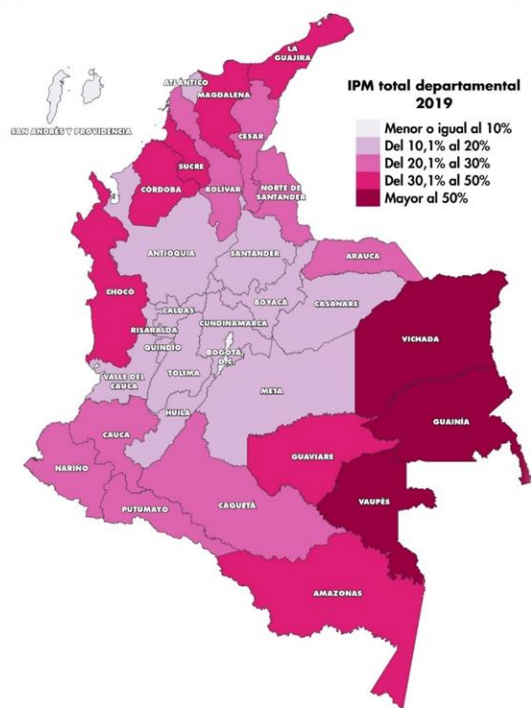 LA
GUAJIRA
ATLÁNTICO
MAGDALENA
IPM total departamental
2019
Menor o igual al 10%
Del 10,1% al 20%
Del 20,1% al 30%
Del 30,1% al 50%
Mayor al 50%
SAN ANDRÉS Y PROVIDENCIA
CESAR
SUCRE
CÓRDOBA
BOLÍVAR
NORTE DE
SANTANDER
ANTIOQUIA
SANTANDER
ARAUCA
CHOCÓ
BOYACÁ
CASANARE
CALDAS
CUNDINAMARCA
RISARALDA
VICHADA
QUINDÍO
BOGOTÁ,
D.C.
VALLE DEL
CAUCA
TOLIMA
META
HUILA
GUAINÍA
CAUCA
GUAVIARE
NARIÑO
VAUPÉS
CAQUETÁ
PUTUMAYO
AMAZONAS